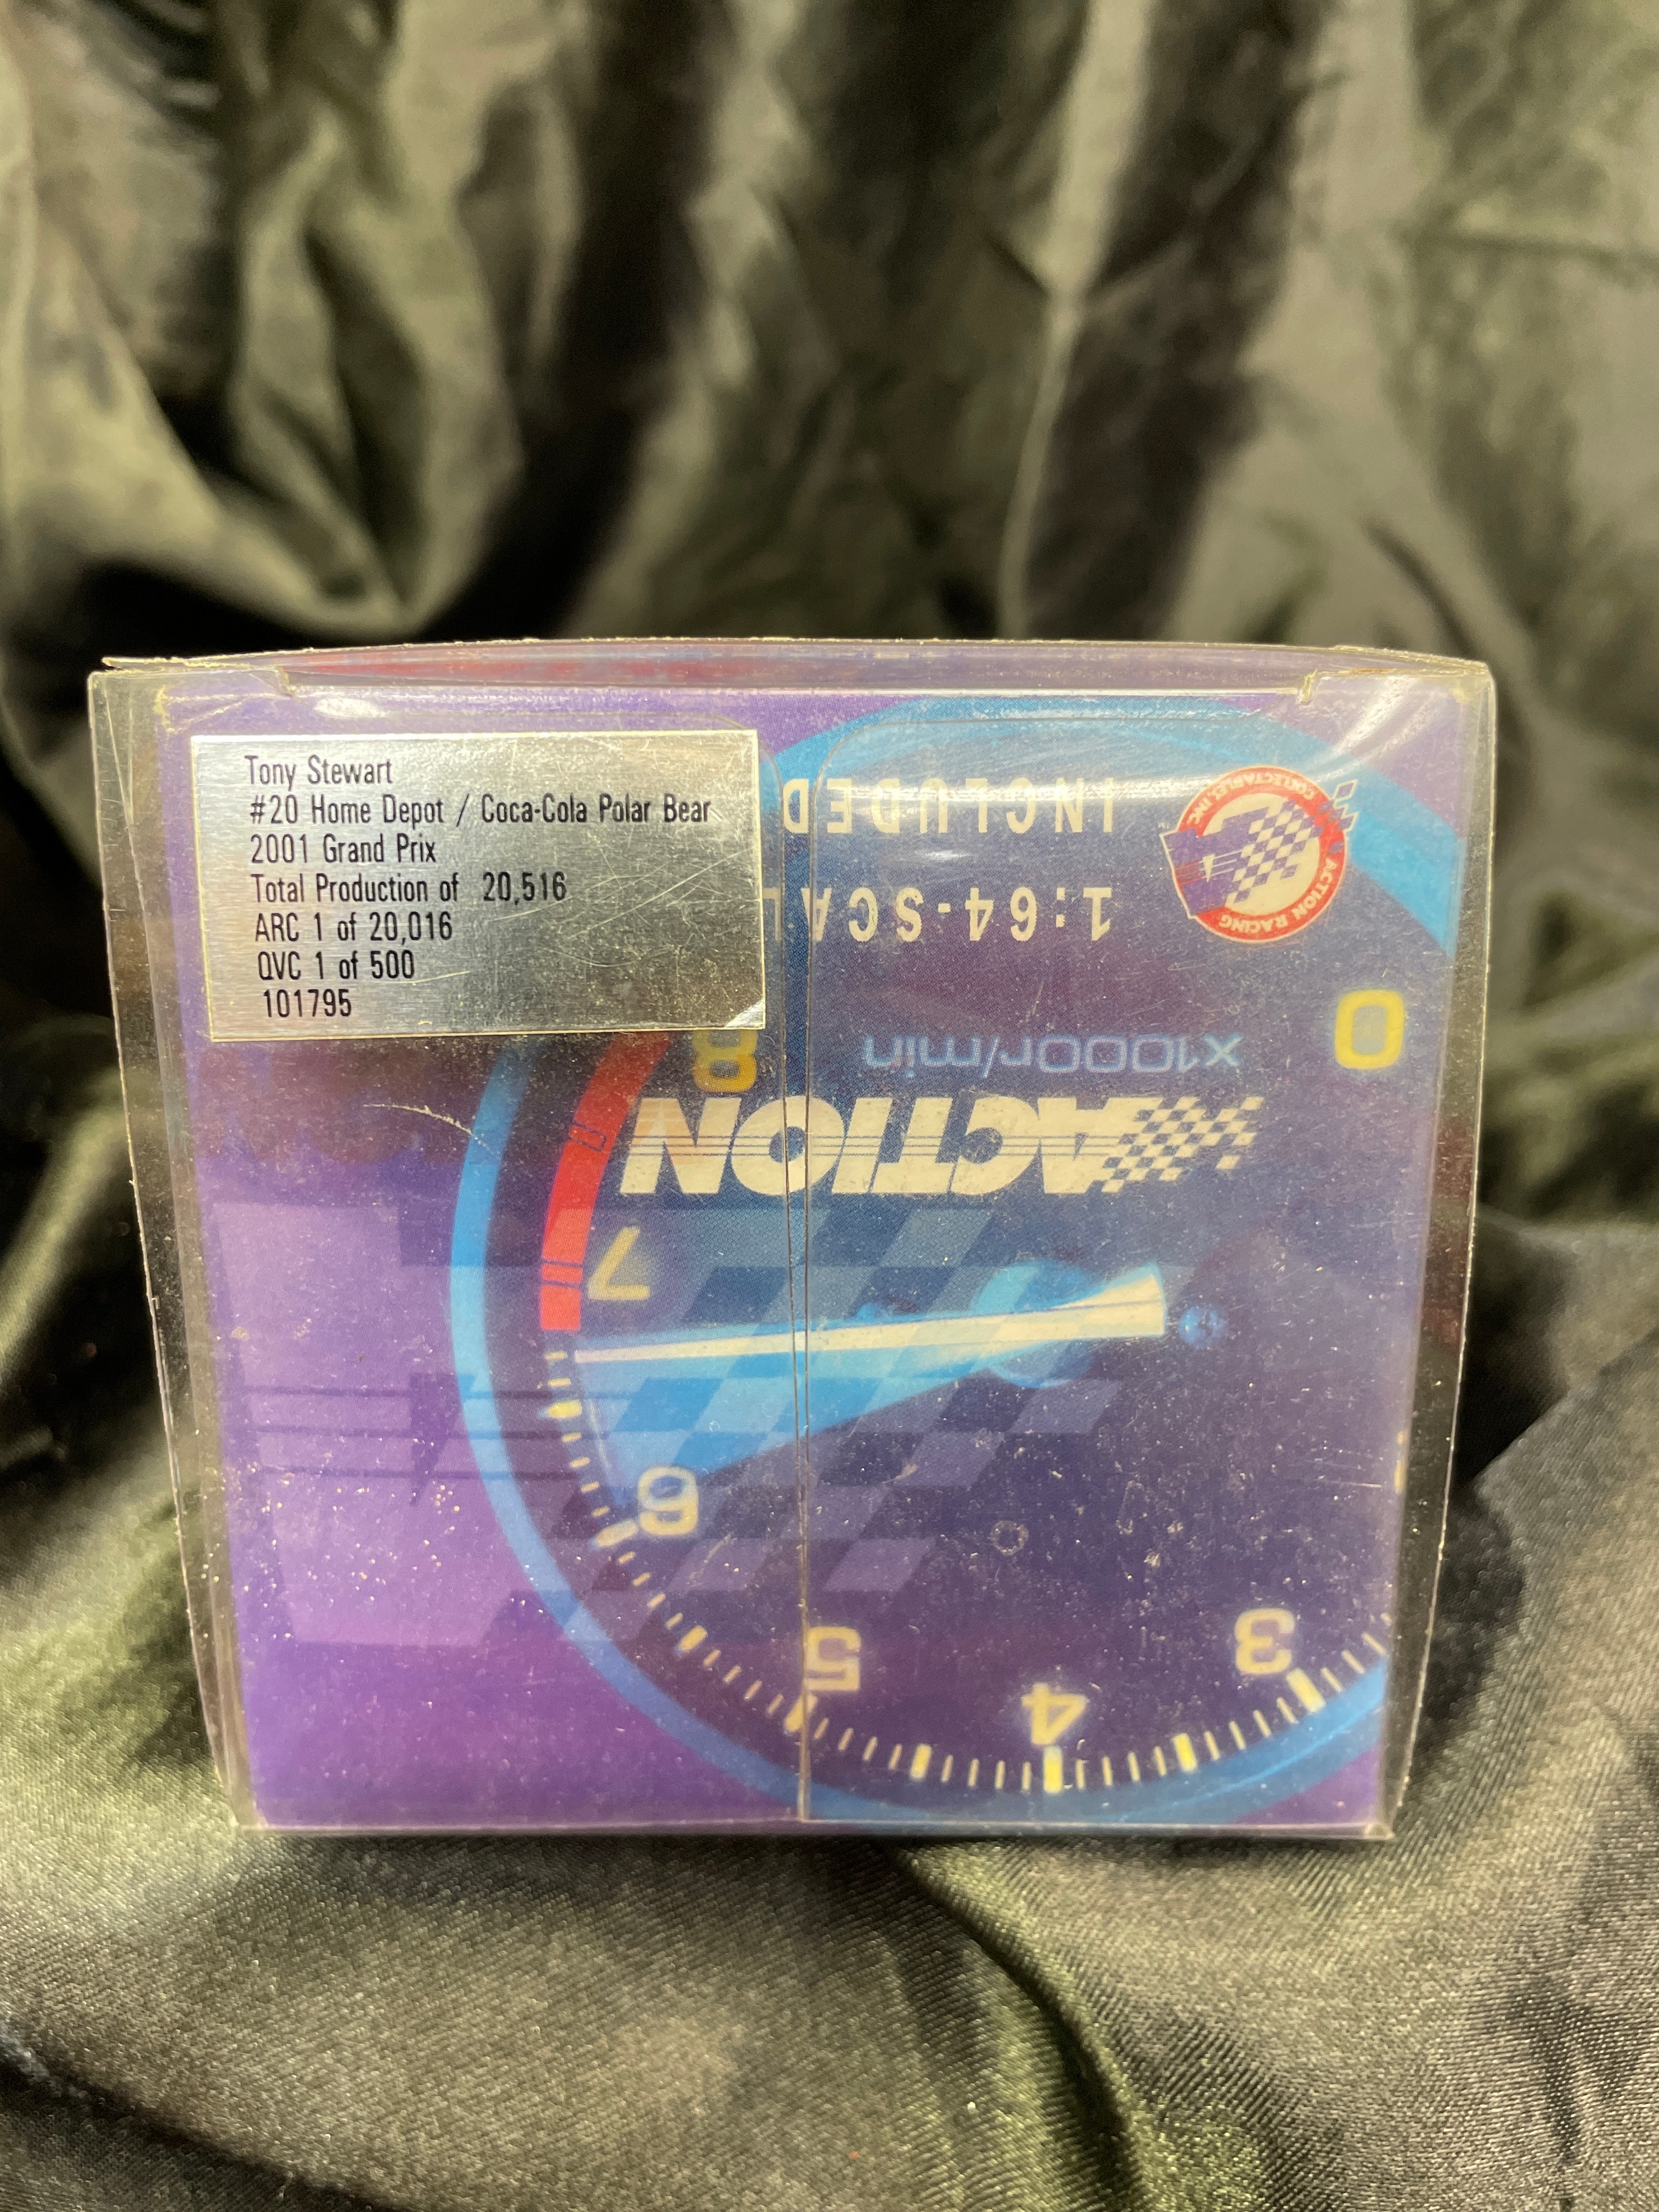 Tony Stewart
#20 Home Depot / Coca-Cola Polar Bear
2001 Grand Prix
Total Production of 20,516
ARC 1 of 20,016
QVC 1 of 500
101795
INCLUDED
1:64-SCAL
ACTION RACING
COLLECTABLES, INC.
0
x1000r/min
8
ACTION
7
6
5
4
3